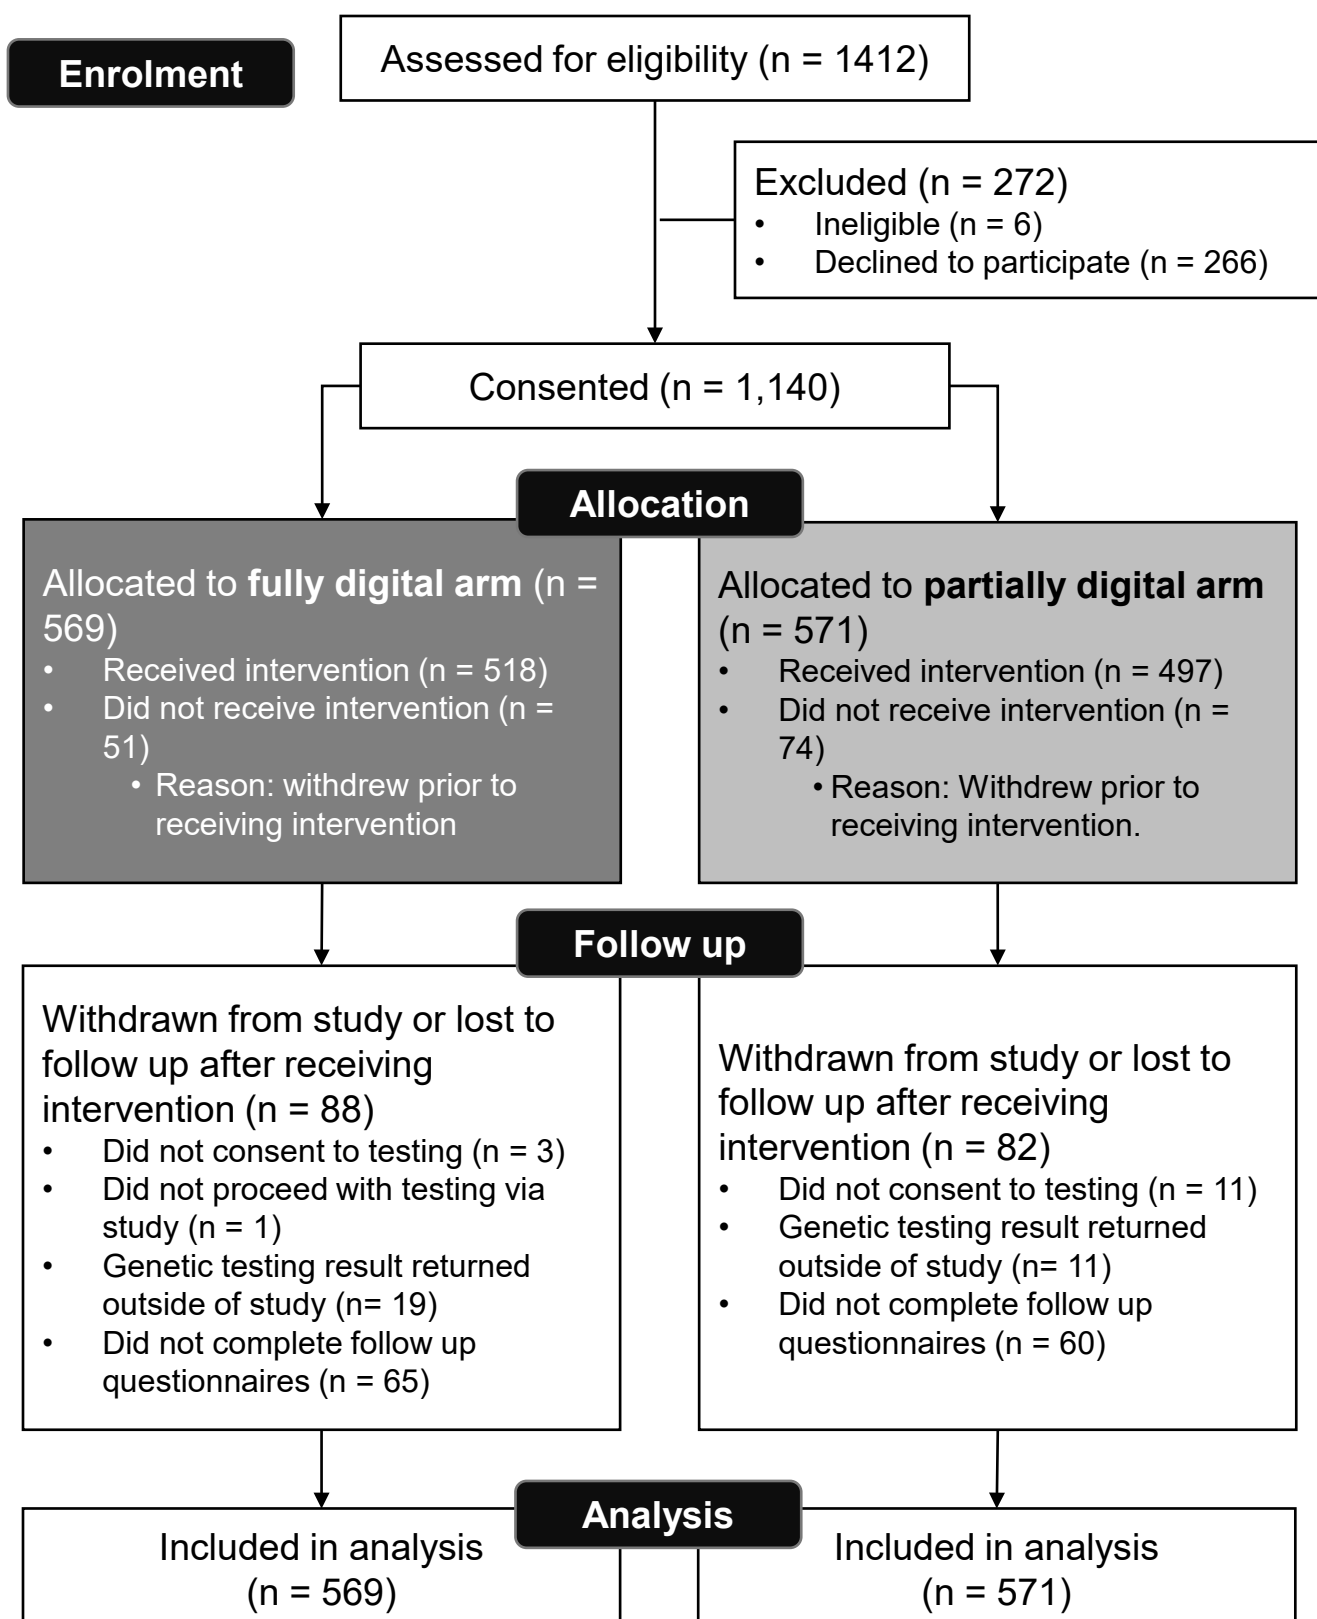 Enrolment
Assessed for eligibility (n = 1412)
Excluded (n = 272)
• Ineligible (n = 6)
• Declined to participate (n = 266)
Consented (n = 1,140)
Allocation
Allocated to fully digital arm (n =
569)
• Received intervention (n = 518)
• Did not receive intervention (n =
51)
• Reason: withdrew prior to
receiving intervention
Allocated to partially digital arm
(n = 571)
• Received intervention (n = 497)
• Did not receive intervention (n =
74)
• Reason: Withdrew prior to
receiving intervention.
Follow up
Withdrawn from study or lost to
follow up after receiving
intervention (n = 88)
• Did not consent to testing (n = 3)
• Did not proceed with testing via
study (n = 1)
• Genetic testing result returned
outside of study (n= 19)
• Did not complete follow up
questionnaires (n = 65)
Withdrawn from study or lost to
follow up after receiving
intervention (n = 82)
• Did not consent to testing (n = 11)
• Genetic testing result returned
outside of study (n= 11)
• Did not complete follow up
questionnaires (n = 60)
Analysis
Included in analysis
(n = 569)
Included in analysis
(n = 571)